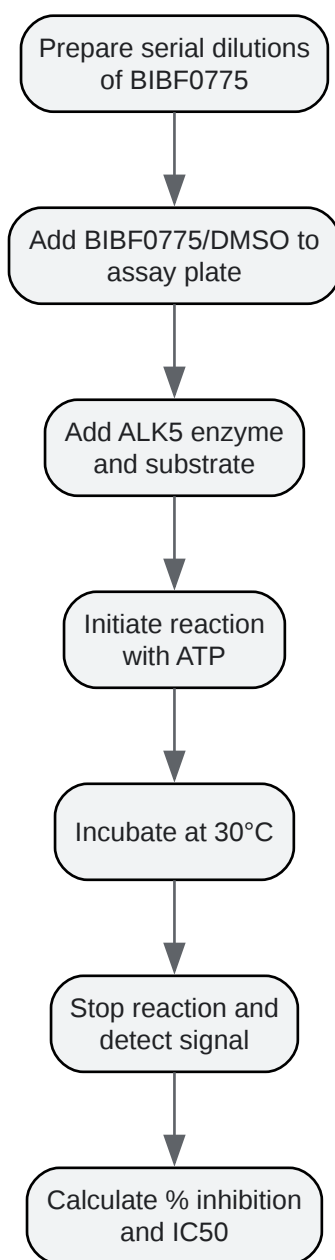 Prepare serial dilutions
of BIBF0775
Add BIBF0775/DMSO to
assay plate
Add ALK5 enzyme
and substrate
Initiate reaction
with ATP
Incubate at 30°C
Stop reaction and
detect signal
Calculate % inhibition
and IC50